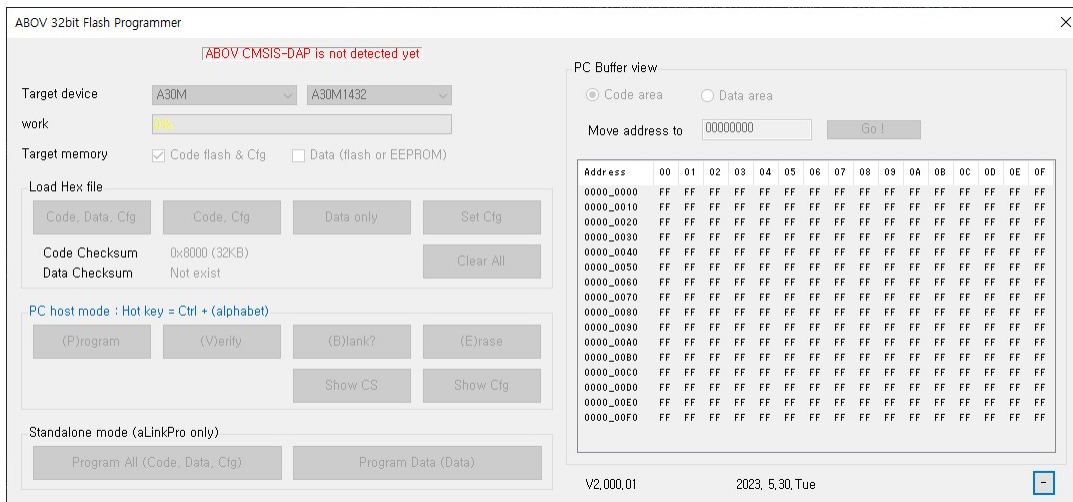 ABOV 32bit Flash Programmer
ABOV CMSIS-DAP is not detected yet
Target device A30M A30M1432
work 0%
Target memory Code flash & Cfg Data (flash or EEPROM)
Load Hex file
Code, Data, Cfg Code, Cfg Data only Set Cfg
Code Checksum 0x8000 (32KB)
Clear All
Data Checksum Not exist
PC host mode : Hot key = Ctrl + (alphabet)
(P)rogram (V)erify (B)lank? (E)rase
Show CS Show Cfg
Standalone mode (aLinkPro only)
Program All (Code, Data, Cfg) Program Data (Data)
PC Buffer view
Code area Data area
Move address to 00000000 Go !
Address 00 01 02 03 04 05 06 07 08 09 0A 0B 0C 0D 0E 0F
0000_0000 FF FF FF FF FF FF FF FF FF FF FF FF FF FF FF FF
0000_0010 FF FF FF FF FF FF FF FF FF FF FF FF FF FF FF FF
0000_0020 FF FF FF FF FF FF FF FF FF FF FF FF FF FF FF FF
0000_0030 FF FF FF FF FF FF FF FF FF FF FF FF FF FF FF FF
0000_0040 FF FF FF FF FF FF FF FF FF FF FF FF FF FF FF FF
0000_0050 FF FF FF FF FF FF FF FF FF FF FF FF FF FF FF FF
0000_0060 FF FF FF FF FF FF FF FF FF FF FF FF FF FF FF FF
0000_0070 FF FF FF FF FF FF FF FF FF FF FF FF FF FF FF FF
0000_0080 FF FF FF FF FF FF FF FF FF FF FF FF FF FF FF FF
0000_0090 FF FF FF FF FF FF FF FF FF FF FF FF FF FF FF FF
0000_00A0 FF FF FF FF FF FF FF FF FF FF FF FF FF FF FF FF
0000_00B0 FF FF FF FF FF FF FF FF FF FF FF FF FF FF FF FF
0000_00C0 FF FF FF FF FF FF FF FF FF FF FF FF FF FF FF FF
0000_00D0 FF FF FF FF FF FF FF FF FF FF FF FF FF FF FF FF
0000_00E0 FF FF FF FF FF FF FF FF FF FF FF FF FF FF FF FF
0000_00F0 FF FF FF FF FF FF FF FF FF FF FF FF FF FF FF FF
V2.000.01 2023. 5.30.Tue -